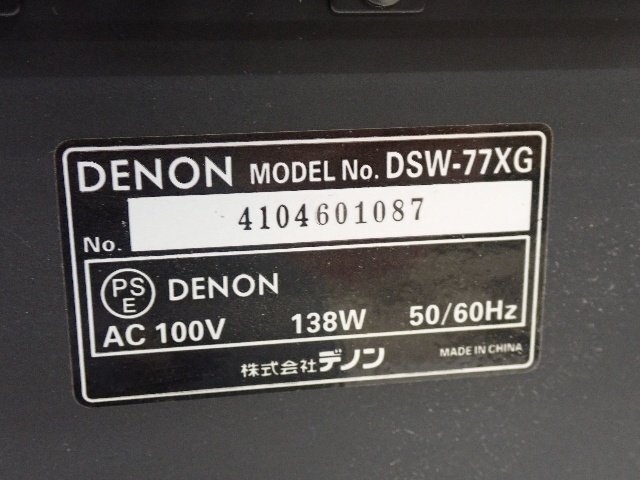 DENON MODEL No. DSW-77XG
No. 4104601087
PSE DENON
AC 100V 138W 50/60Hz
株式会社デノン MADE IN CHINA